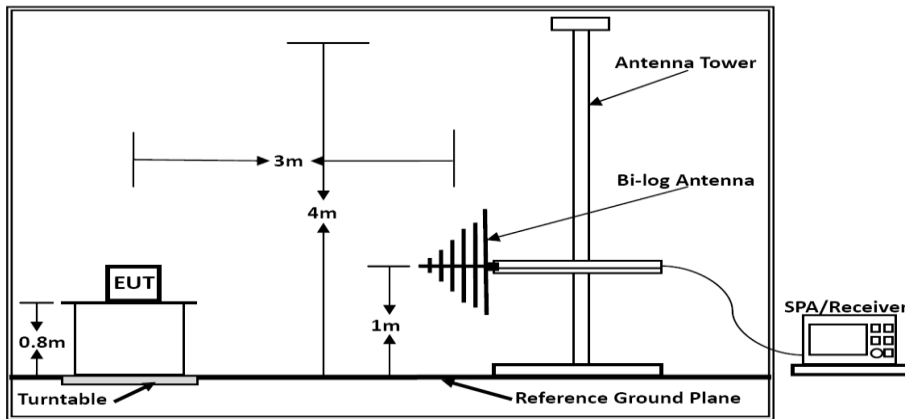 Antenna Tower
3m
Bi-log Antenna
4m
EUT
SPA/Receiver
0.8m
1m
Turntable
Reference Ground Plane